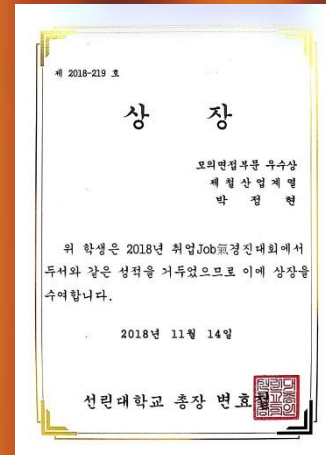 제 2018-219 호
상 장
모의면접부문 우수상
제철산업계열
박 정 현
위 학생은 2018년 취업Job氣경진대회에서
두서와 같은 성적을 거두었으므로 이에 상장을
수여합니다.
2018년 11월 14일
선린대학교 총장 변효철